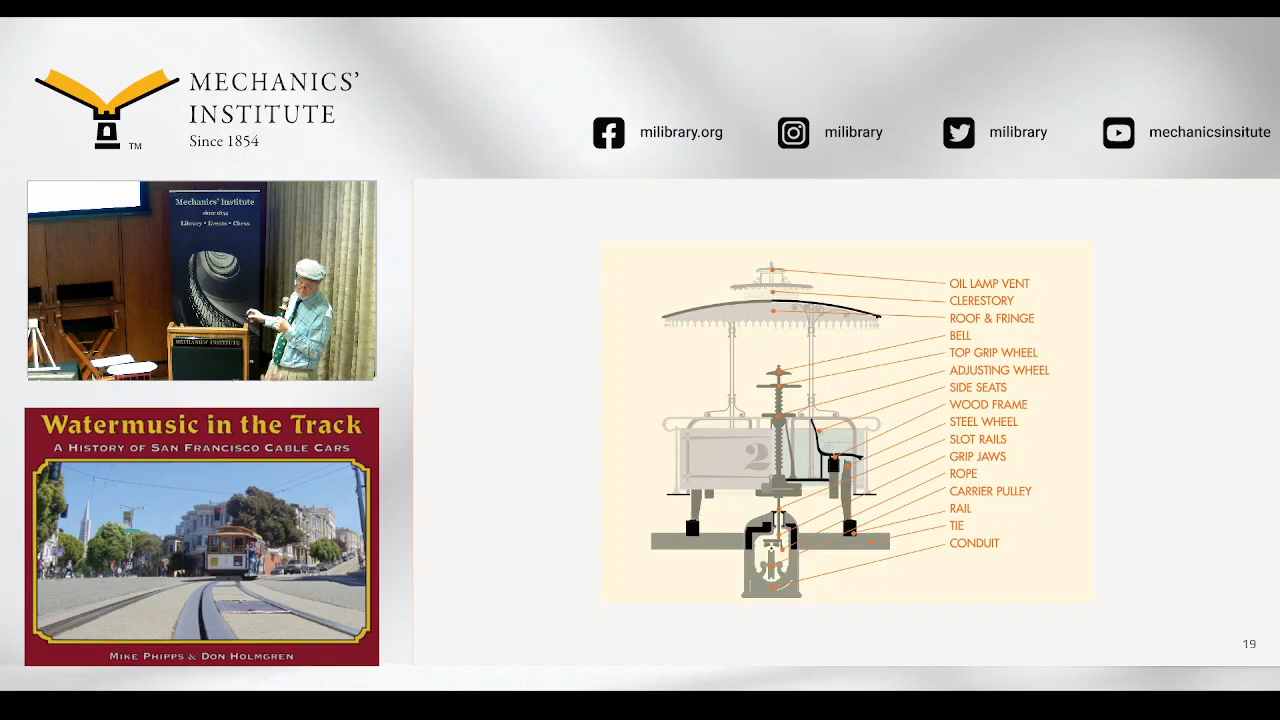 MECHANICS’
INSTITUTE
Since 1854
TM
milibrary.org
milibrary
milibrary
mechanicsinsitute
Mechanics' Institute
since 1854
Library • Events • Chess
MECHANICS' INSTITUTE
Watermusic in the Track
A HISTORY OF SAN FRANCISCO CABLE CARS
MIKE PHIPPS & DON HOLMGREN
OIL LAMP VENT
CLERESTORY
ROOF & FRINGE
BELL
TOP GRIP WHEEL
ADJUSTING WHEEL
SIDE SEATS
WOOD FRAME
STEEL WHEEL
SLOT RAILS
GRIP JAWS
ROPE
CARRIER PULLEY
RAIL
TIE
CONDUIT
2
19